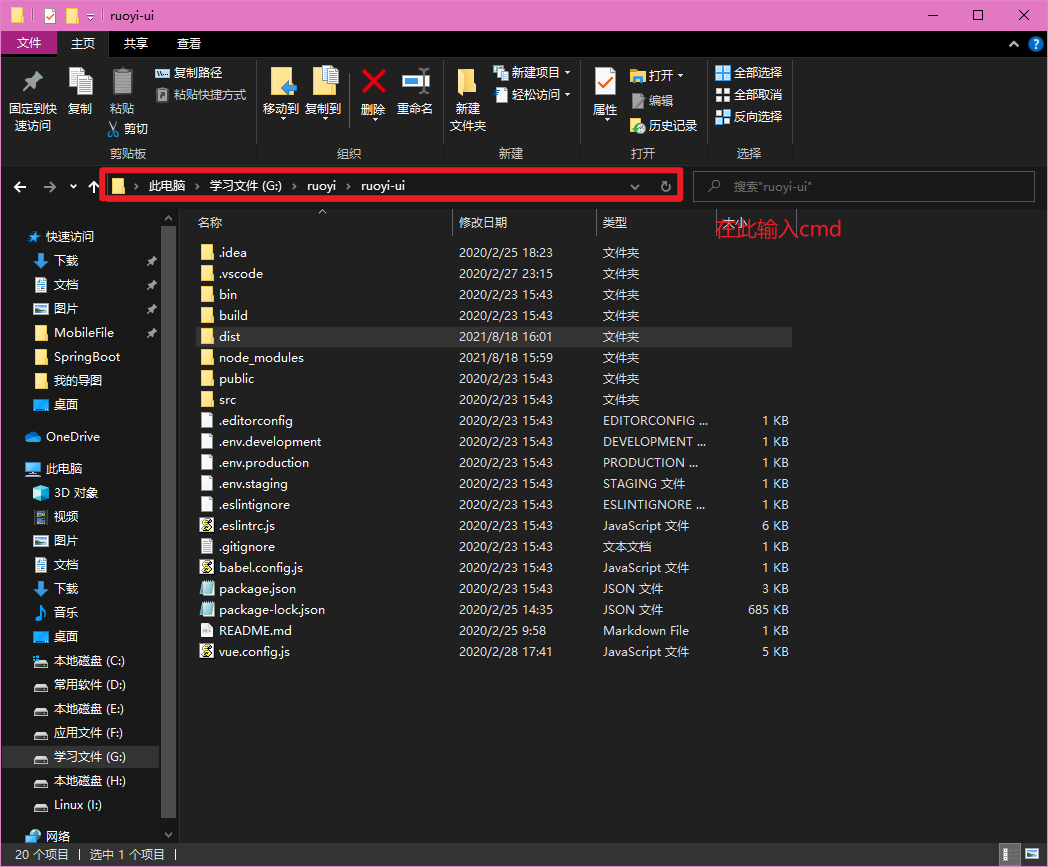 ruoyi-ui
文件 主页 共享 查看
固定到快速访问
复制
粘贴
复制路径
粘贴快捷方式
剪切
剪贴板
移动到 复制到 删除 重命名
组织
新建文件夹
新建项目
轻松访问
新建
属性
打开
编辑
历史记录
打开
全部选择
全部取消
反向选择
选择
此电脑 › 学习文件 (G:) › ruoyi › ruoyi-ui
搜索"ruoyi-ui"
在此输入cmd
快速访问
下载
文档
图片
MobileFile
SpringBoot
我的导图
桌面
OneDrive
此电脑
3D 对象
视频
图片
文档
下载
音乐
桌面
本地磁盘 (C:)
常用软件 (D:)
本地磁盘 (E:)
应用文件 (F:)
学习文件 (G:)
本地磁盘 (H:)
Linux (I:)
网络
名称 修改日期 类型 大小
.idea 2020/2/25 18:23 文件夹
.vscode 2020/2/27 23:15 文件夹
bin 2020/2/23 15:43 文件夹
build 2020/2/23 15:43 文件夹
dist 2021/8/18 16:01 文件夹
node_modules 2021/8/18 15:59 文件夹
public 2020/2/23 15:43 文件夹
src 2020/2/23 15:43 文件夹
.editorconfig 2020/2/23 15:43 EDITORCONFIG ... 1 KB
.env.development 2020/2/23 15:43 DEVELOPMENT ... 1 KB
.env.production 2020/2/23 15:43 PRODUCTION ... 1 KB
.env.staging 2020/2/23 15:43 STAGING 文件 1 KB
.eslintignore 2020/2/23 15:43 ESLINTIGNORE ... 1 KB
.eslintrc.js 2020/2/23 15:43 JavaScript 文件 6 KB
.gitignore 2020/2/23 15:43 文本文档 1 KB
babel.config.js 2020/2/23 15:43 JavaScript 文件 1 KB
package.json 2020/2/23 15:43 JSON 文件 3 KB
package-lock.json 2020/2/25 14:35 JSON 文件 685 KB
README.md 2020/2/25 9:58 Markdown File 1 KB
vue.config.js 2020/2/28 17:41 JavaScript 文件 5 KB
20 个项目 选中 1 个项目